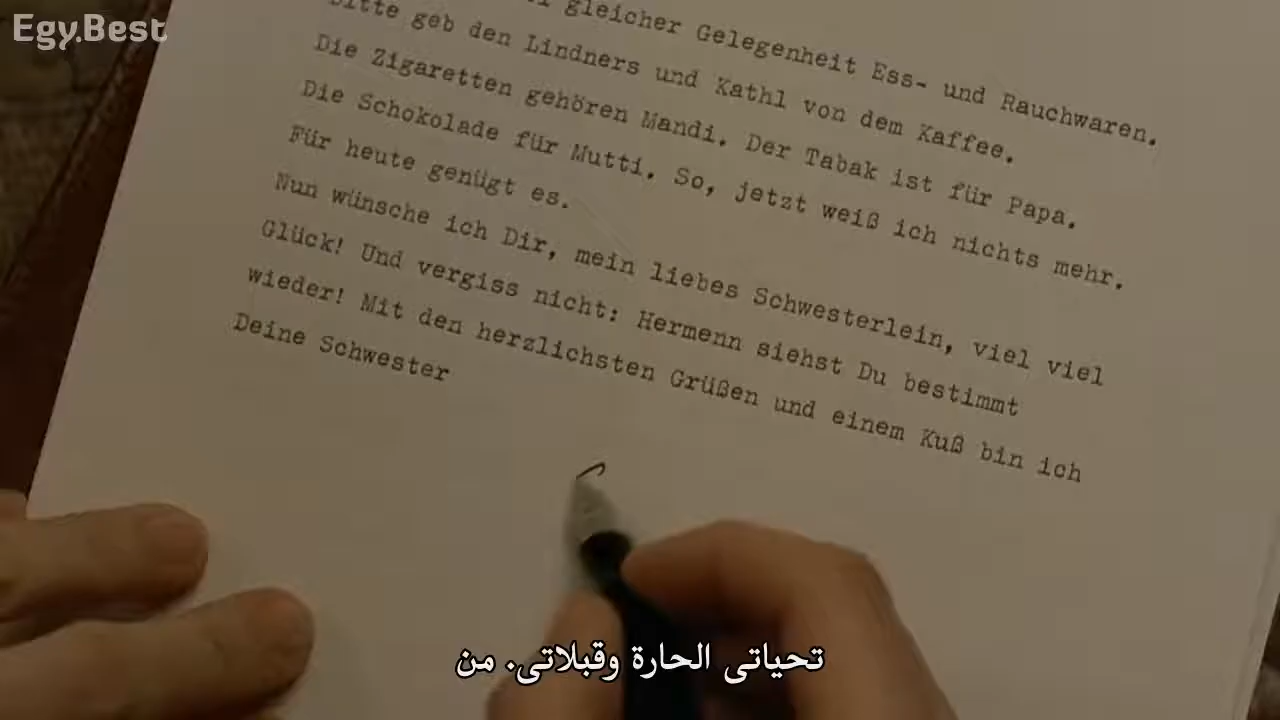 Egy.Best
gleicher Gelegenheit Ess- und Rauchwaren.
Bitte geb den Lindners und Kathl von dem Kaffee.
Die Zigaretten gehören Mandi. Der Tabak ist für Papa.
Die Schokolade für Mutti. So, jetzt weiß ich nichts mehr.
Für heute genügt es.
Nun wünsche ich Dir, mein liebes Schwesterlein, viel viel
Glück! Und vergiss nicht: Hermenn siehst Du bestimmt
wieder! Mit den herzlichsten Grüßen und einem Kuß bin ich
Deine Schwester
تحياتى الحارة وقبلاتى. من